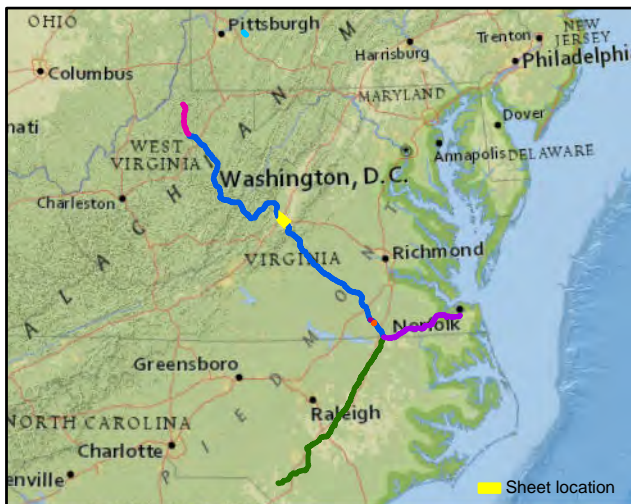 OHIO
Pittsburgh
NEW
JERSEY
Trenton
Harrisburg
Philadelphia
Columbus
MARYLAND
Dover
nati
WEST
VIRGINIA
Annapolis
DELAWARE
Washington, D.C.
Charleston
Richmond
VIRGINIA
Norfolk
Greensboro
Raleigh
NORTH CAROLINA
Charlotte
enville
A L A C H I A N M
P I E D M O N T
Sheet location